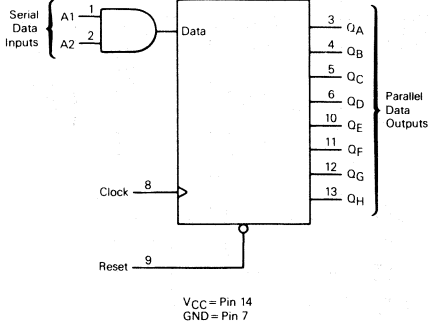 Serial
Data
Inputs
A1 1
A2 2
Data
3 QA
4 QB
5 QC
6 QD
10 QE
11 QF
12 QG
13 QH
Parallel
Data
Outputs
Clock 8
Reset 9
VCC = Pin 14
GND = Pin 7